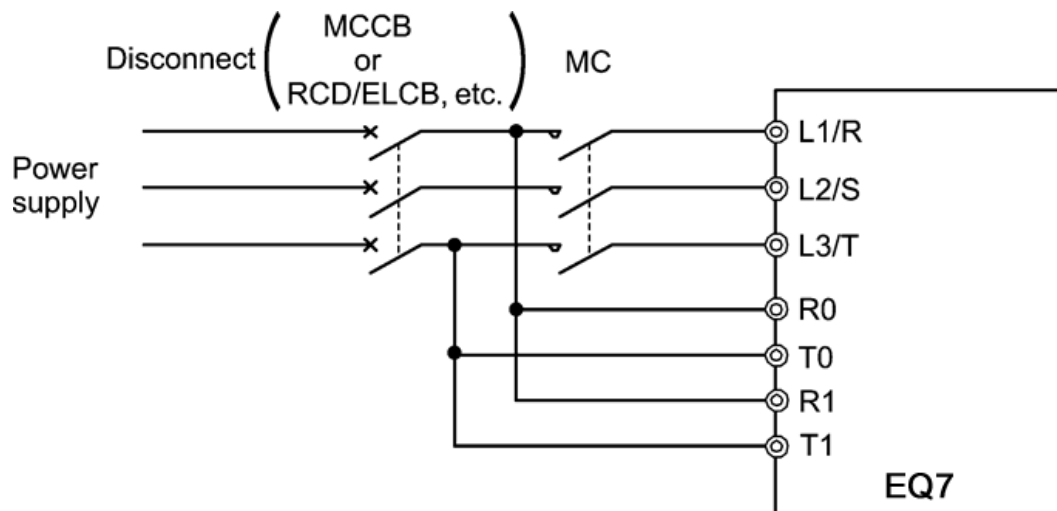 Disconnect
( MCCB
or
RCD/ELCB, etc. )
MC
Power
supply
L1/R
L2/S
L3/T
R0
T0
R1
T1
EQ7